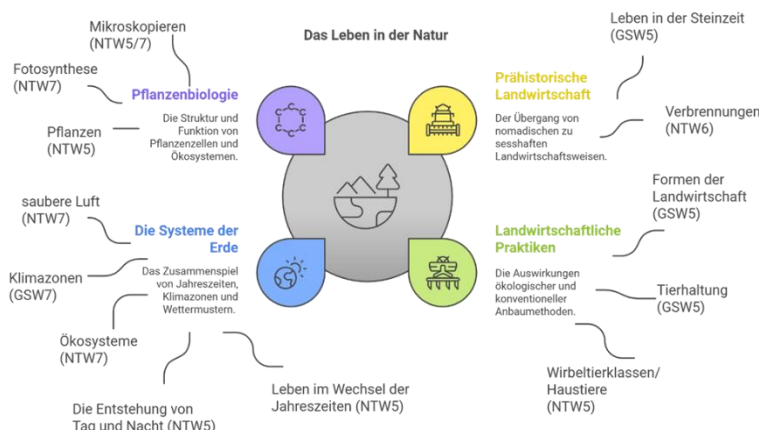 Das Leben in der Natur
Mikroskopieren
(NTW5/7)
Fotosynthese
(NTW7)
Pflanzen
(NTW5)
Pflanzenbiologie
Die Struktur und
Funktion von
Pflanzenzellen und
Ökosystemen.
Leben in der Steinzeit
(GSW5)
Prähistorische
Landwirtschaft
Der Übergang von
nomadischen zu
sesshaften
Landwirtschaftsweisen.
Verbrennungen
(NTW6)
saubere Luft
(NTW7)
Klimazonen
(GSW7)
Ökosysteme
(NTW7)
Die Systeme der
Erde
Das Zusammenspiel
von Jahreszeiten,
Klimazonen und
Wettermustern.
Die Entstehung von
Tag und Nacht (NTW5)
Leben im Wechsel der
Jahreszeiten (NTW5)
Formen der
Landwirtschaft
(GSW5)
Landwirtschaftliche
Praktiken
Die Auswirkungen
ökologischer und
konventioneller
Anbaumethoden.
Tierhaltung
(GSW5)
Wirbeltierklassen/
Haustiere
(NTW5)
C
C
C
C
C
C